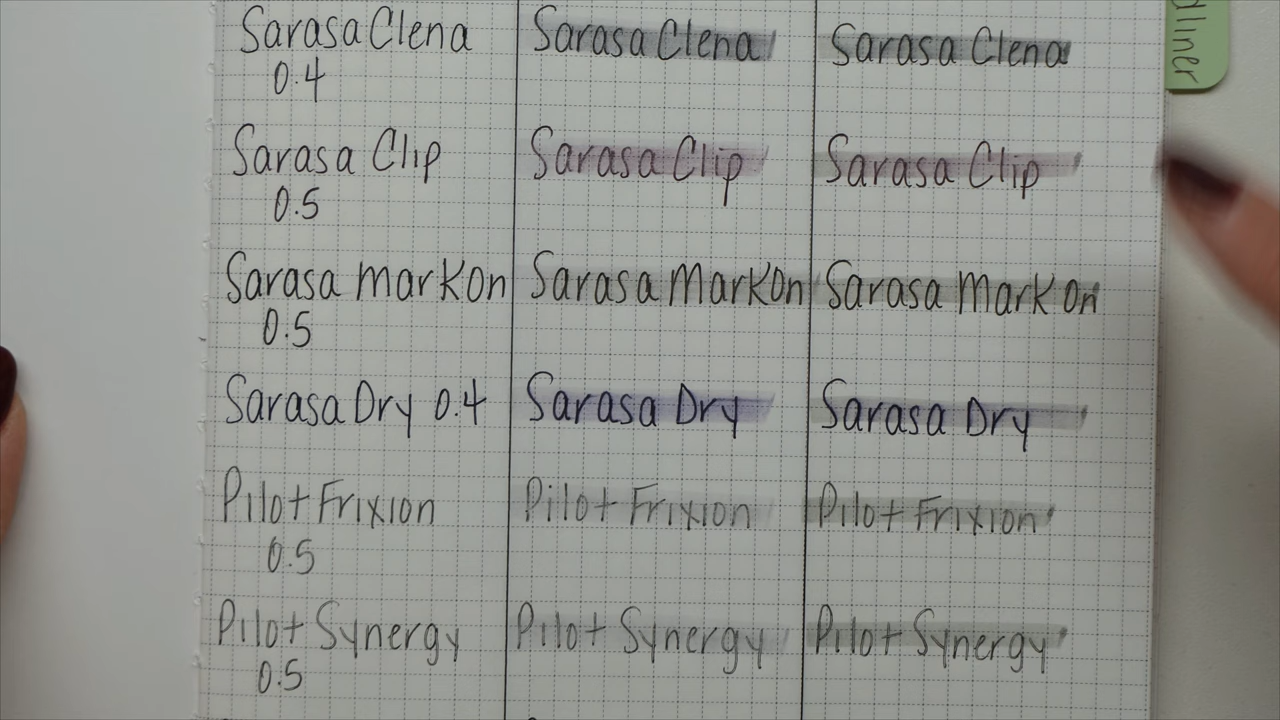 Sarasa Clena Sarasa Clena Sarasa Clena
0.4
Sarasa Clip Sarasa Clip Sarasa Clip
0.5
Sarasa markon Sarasa Markon Sarasa mark on
0.5
Sarasa Dry 0.4 Sarasa Dry Sarasa Dry
Pilot Frixion Pilot Frixion Pilot Frixion
0.5
Pilot Synergy Pilot Synergy Pilot Synergy
0.5